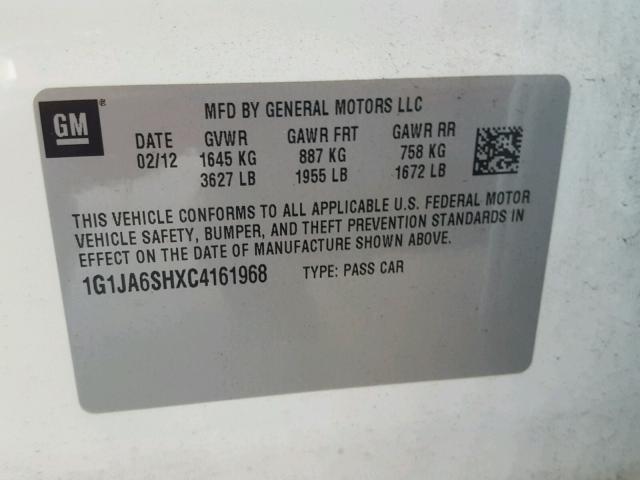 GM®
MFD BY GENERAL MOTORS LLC
DATE GVWR GAWR FRT GAWR RR
02/12 1645 KG 887 KG 758 KG
3627 LB 1955 LB 1672 LB
THIS VEHICLE CONFORMS TO ALL APPLICABLE U.S. FEDERAL MOTOR
VEHICLE SAFETY, BUMPER, AND THEFT PREVENTION STANDARDS IN
EFFECT ON THE DATE OF MANUFACTURE SHOWN ABOVE.
1G1JA6SHXC4161968 TYPE: PASS CAR